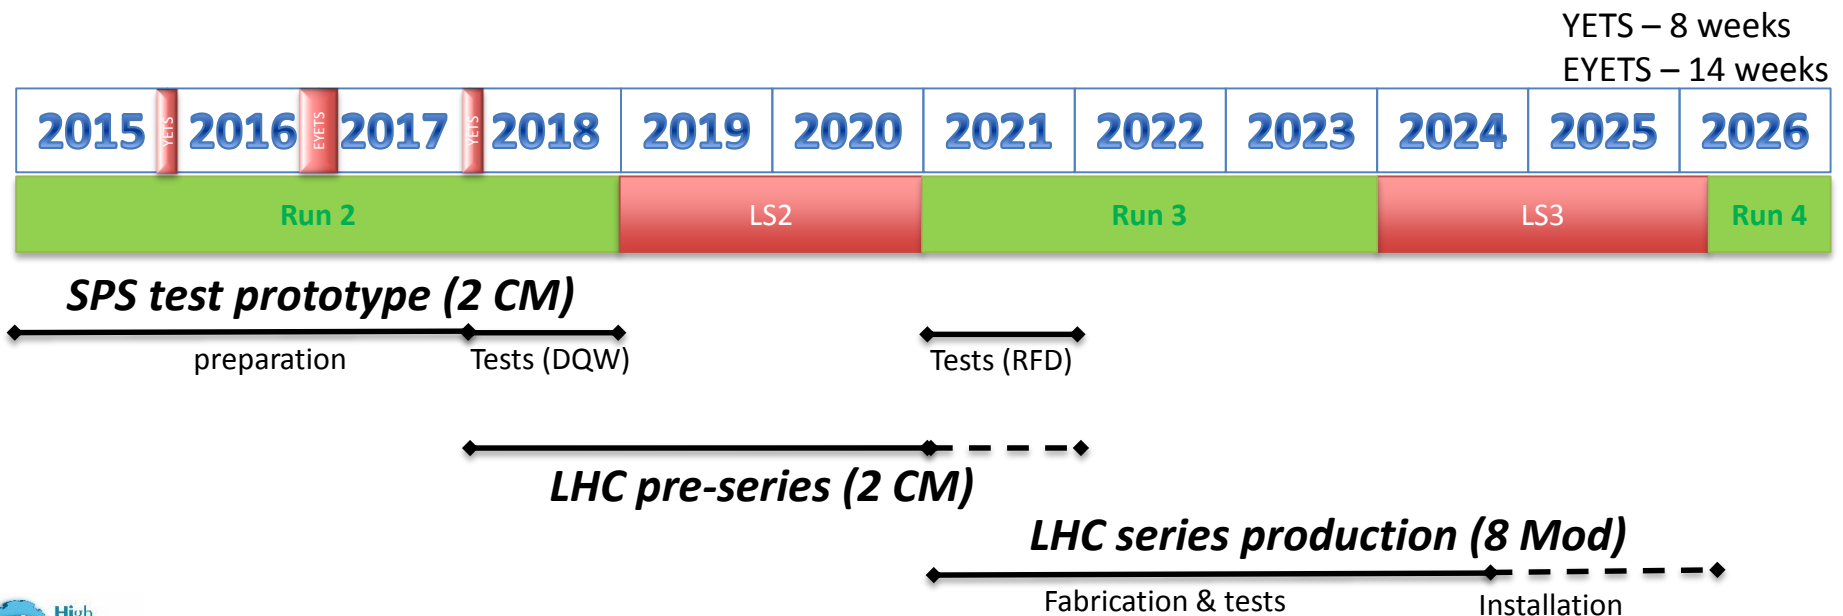 YETS – 8 weeks
EYETS – 14 weeks
2015 YETS 2016 EYETS 2017 YETS 2018 2019 2020 2021 2022 2023 2024 2025 2026
Run 2 LS2 Run 3 LS3 Run 4
SPS test prototype (2 CM)
preparation Tests (DQW) Tests (RFD)
LHC pre-series (2 CM)
LHC series production (8 Mod)
Fabrication & tests Installation
High